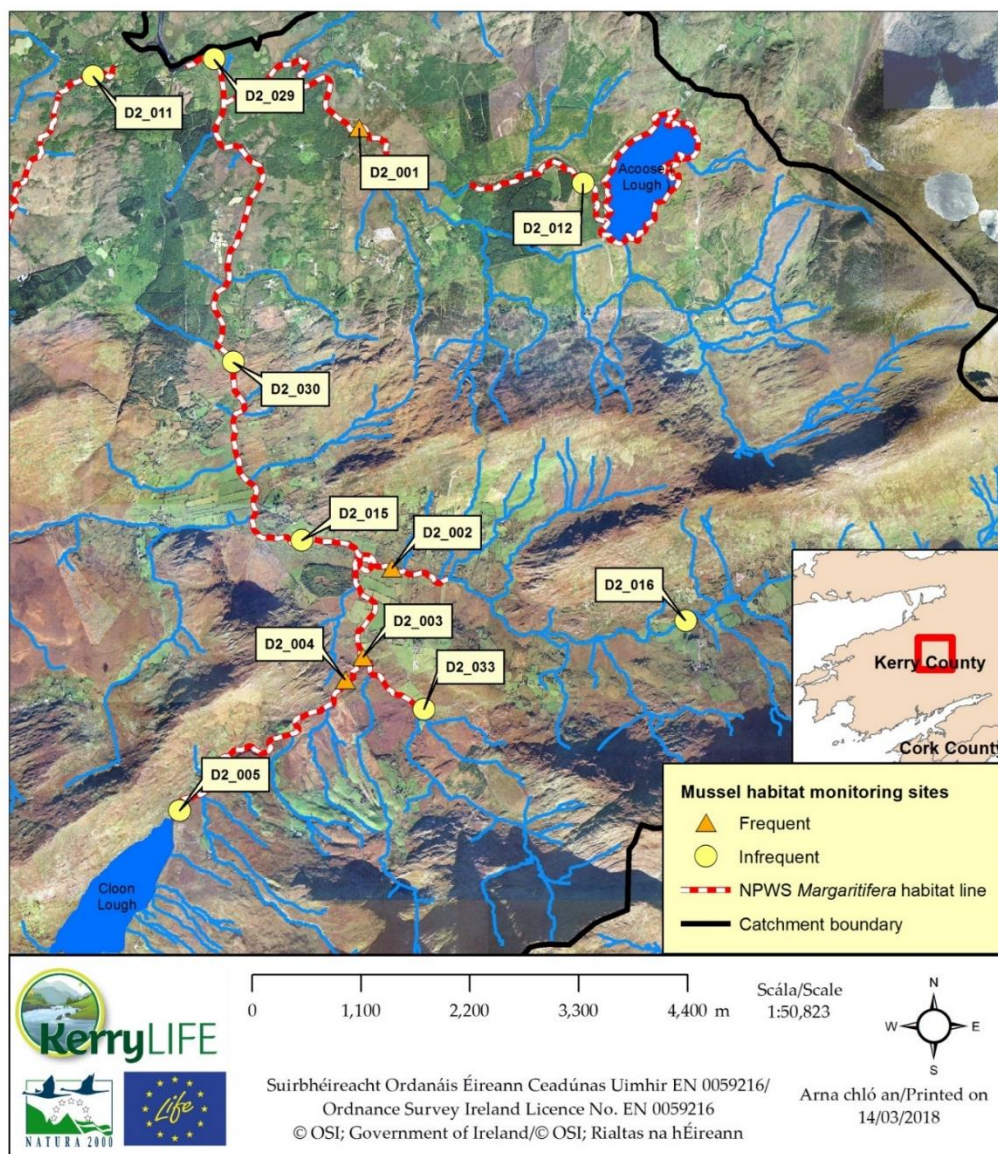 D2_011
D2_029
D2_001
Acoose
Lough
D2_012
D2_030
D2_015
D2_002
D2_016
D2_003
D2_004
D2_033
D2_005
Cloon
Lough
Kerry County
Cork County
Mussel habitat monitoring sites
Frequent
Infrequent
NPWS Margaritifera habitat line
Catchment boundary
KerryLIFE
NATURA 2000
Life
0 1,100 2,200 3,300 4,400 m
Scála/Scale
1:50,823
N
W E
S
Suirbhéireacht Ordanáis Éireann Ceadúnas Uimhir EN 0059216/
Ordnance Survey Ireland Licence No. EN 0059216
© OSI; Government of Ireland/© OSI; Rialtas na hÉireann
Arna chló an/Printed on
14/03/2018